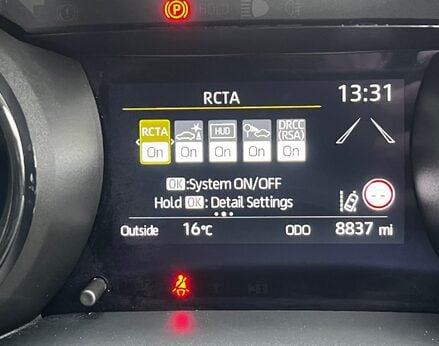 P HOLD
RCTA 13:31
RCTA HUD DRCC (RSA)
On On On On On
OK:System ON/OFF
Hold OK: Detail Settings
Outside 16°C ODO 8837 mi